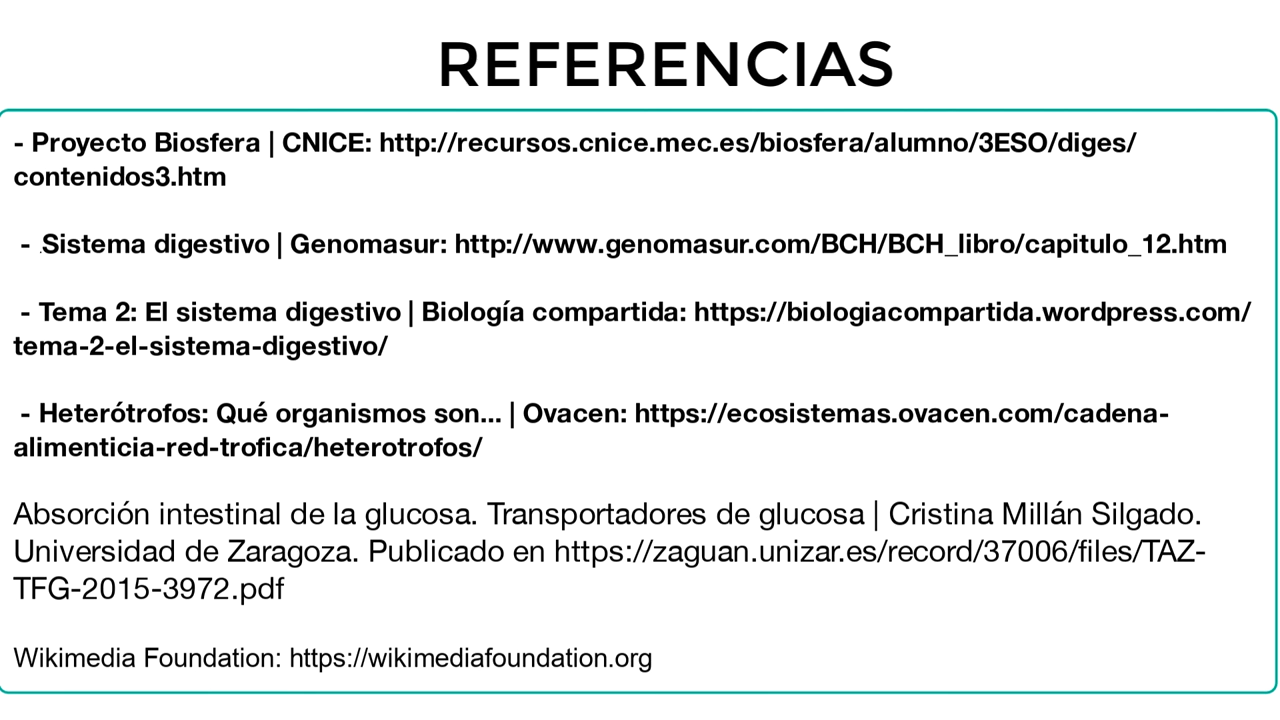 REFERENCIAS
- Proyecto Biosfera | CNICE: http://recursos.cnice.mec.es/biosfera/alumno/3ESO/diges/
contenidos3.htm
- Sistema digestivo | Genomasur: http://www.genomasur.com/BCH/BCH_libro/capitulo_12.htm
- Tema 2: El sistema digestivo | Biología compartida: https://biologiacompartida.wordpress.com/
tema-2-el-sistema-digestivo/
- Heterótrofos: Qué organismos son... | Ovacen: https://ecosistemas.ovacen.com/cadena-
alimenticia-red-trofica/heterotrofos/
Absorción intestinal de la glucosa. Transportadores de glucosa | Cristina Millán Silgado.
Universidad de Zaragoza. Publicado en https://zaguan.unizar.es/record/37006/files/TAZ-
TFG-2015-3972.pdf
Wikimedia Foundation: https://wikimediafoundation.org